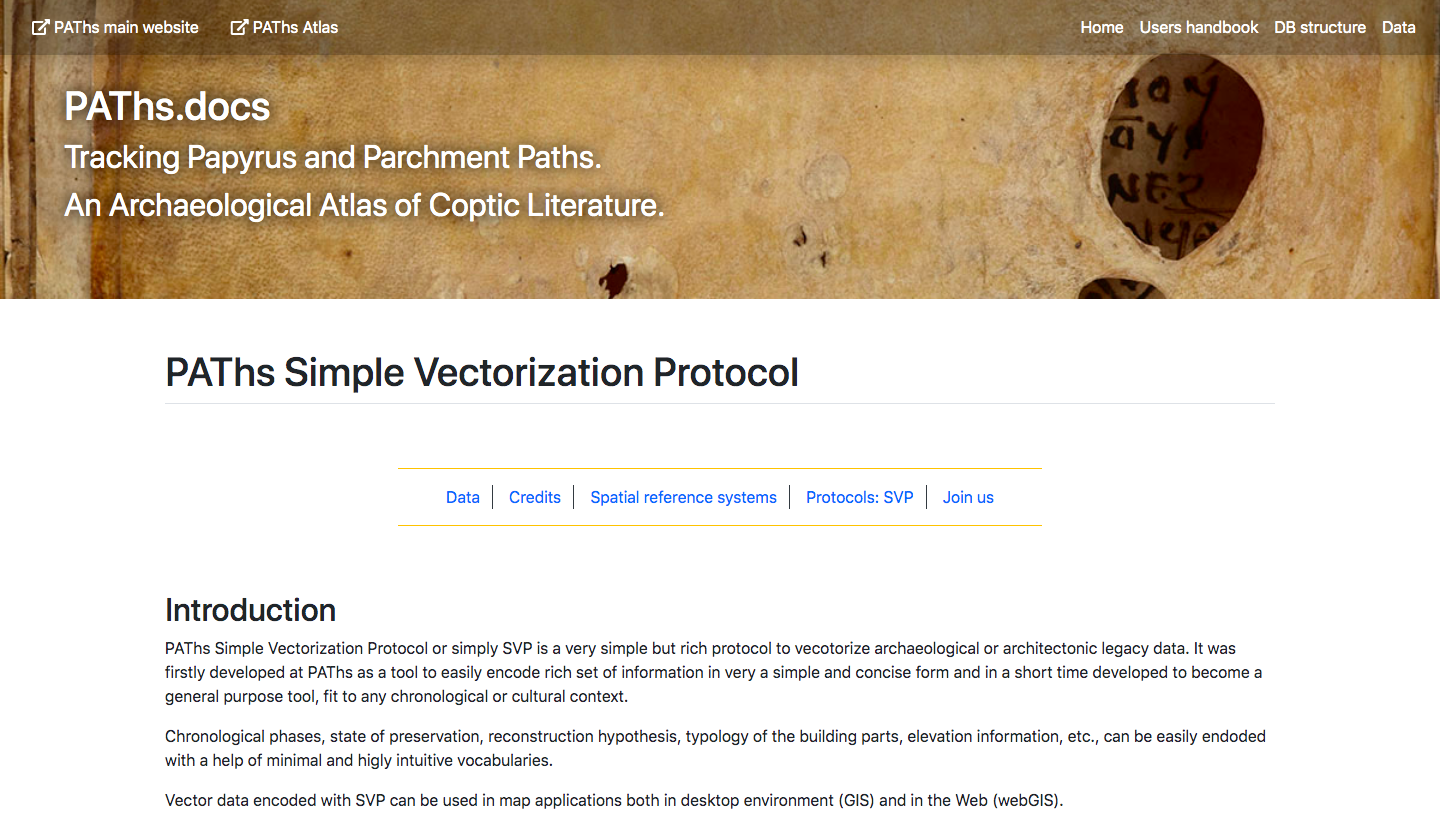 PAThs main website PAThs Atlas Home Users handbook DB structure Data
PAThs.docs
Tracking Papyrus and Parchment Paths.
An Archaeological Atlas of Coptic Literature.
PAThs Simple Vectorization Protocol
Data Credits Spatial reference systems Protocols: SVP Join us
Introduction
PAThs Simple Vectorization Protocol or simply SVP is a very simple but rich protocol to vecotorize archaeological or architectonic legacy data. It was
firstly developed at PAThs as a tool to easily encode rich set of information in very a simple and concise form and in a short time developed to become a
general purpose tool, fit to any chronological or cultural context.
Chronological phases, state of preservation, reconstruction hypothesis, typology of the building parts, elevation information, etc., can be easily endoded
with a help of minimal and higly intuitive vocabularies.
Vector data encoded with SVP can be used in map applications both in desktop environment (GIS) and in the Web (webGIS).